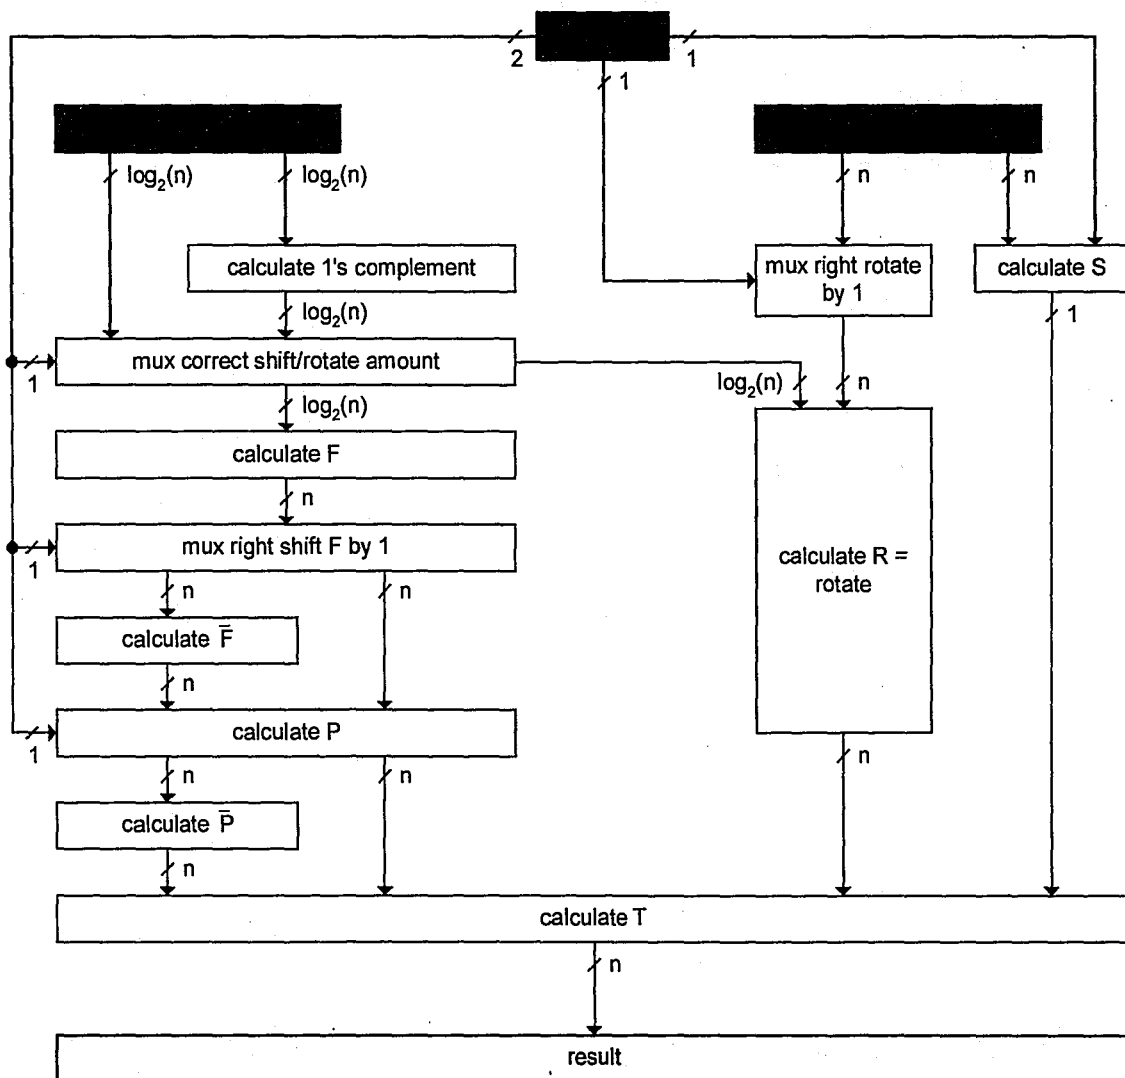 2
1
1
log₂(n)
log₂(n)
n
n
calculate 1's complement
mux right rotate
by 1
calculate S
log₂(n)
1
mux correct shift/rotate amount
1
log₂(n)
n
log₂(n)
calculate F
n
mux right shift F by 1
1
n
n
calculate R =
rotate
calculate F̅
n
calculate P
1
n
n
n
calculate P̅
n
calculate T
n
result